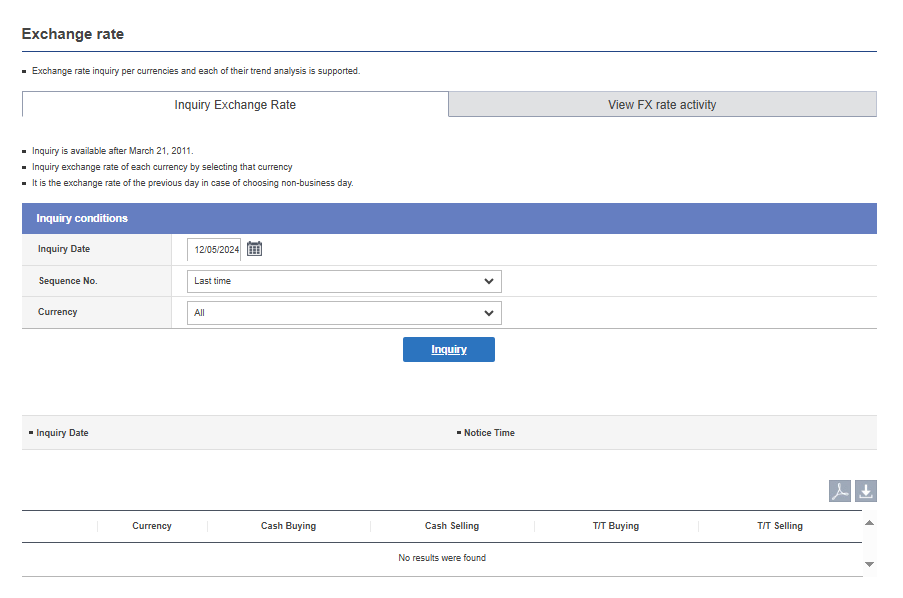 Exchange rate
Exchange rate inquiry per currencies and each of their trend analysis is supported.
Inquiry Exchange Rate
View FX rate activity
Inquiry is available after March 21, 2011.
Inquiry exchange rate of each currency by selecting that currency
It is the exchange rate of the previous day in case of choosing non-business day.
Inquiry conditions
Inquiry Date
12/05/2024
Sequence No.
Last time
Currency
All
Inquiry
Inquiry Date
Notice Time
Currency
Cash Buying
Cash Selling
T/T Buying
T/T Selling
No results were found